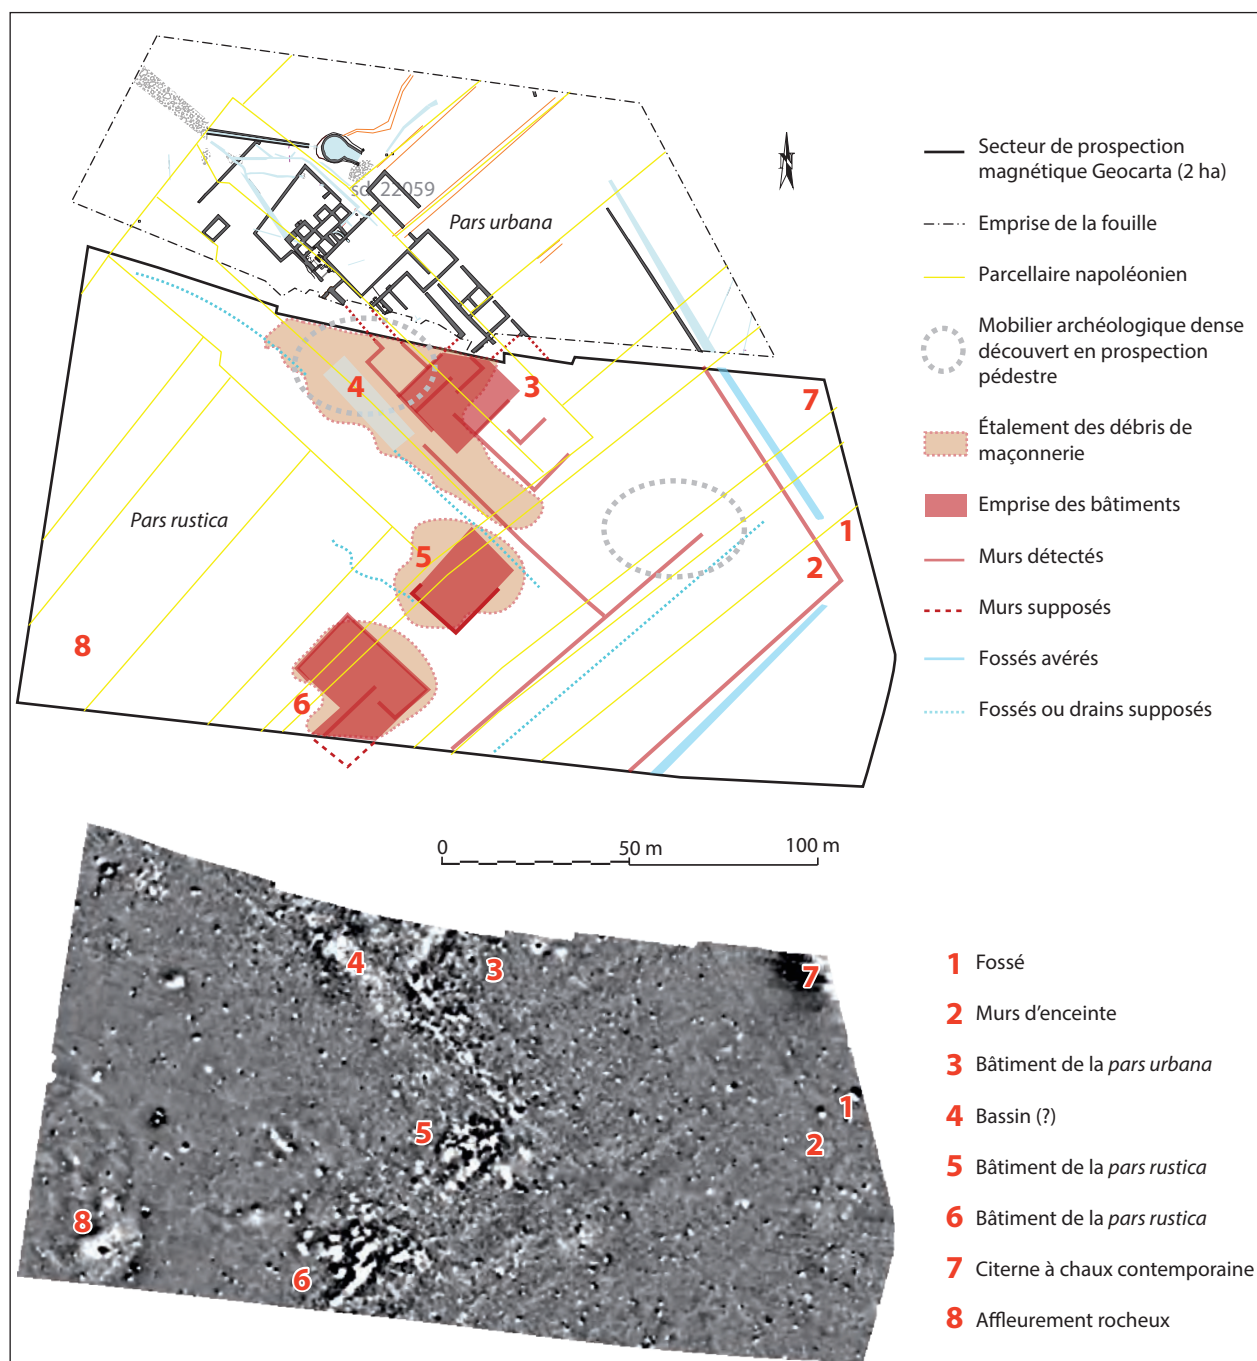 Secteur de prospection
magnétique Geocarta (2 ha)
Emprise de la fouille
Parcellaire napoléonien
Mobilier archéologique dense
découvert en prospection
pédestre
Étalement des débris de
maçonnerie
Emprise des bâtiments
Murs détectés
Murs supposés
Fossés avérés
Fossés ou drains supposés
sd 22059
Pars urbana
Pars rustica
4
3
7
5
1
2
8
6
0 50 m 100 m
4
3
7
1
5
2
8
6
1 Fossé
2 Murs d'enceinte
3 Bâtiment de la pars urbana
4 Bassin (?)
5 Bâtiment de la pars rustica
6 Bâtiment de la pars rustica
7 Citerne à chaux contemporaine
8 Affleurement rocheux